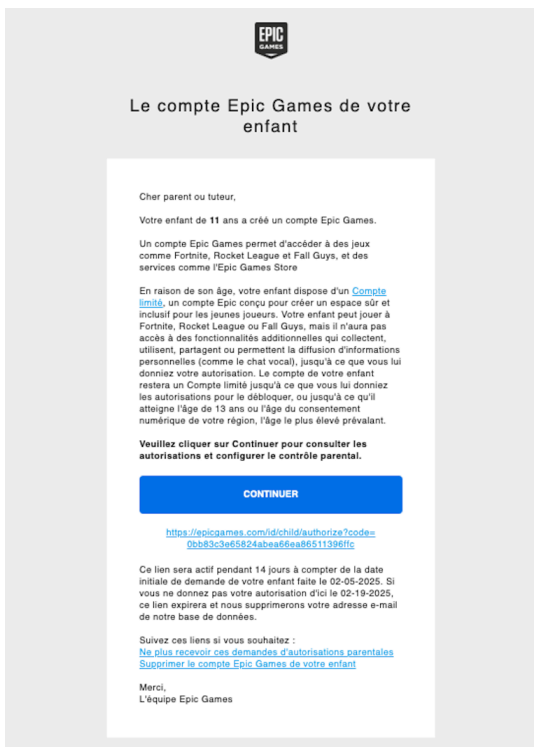 EPIC
GAMES
Le compte Epic Games de votre
enfant
Cher parent ou tuteur,
Votre enfant de 11 ans a créé un compte Epic Games.
Un compte Epic Games permet d'accéder à des jeux
comme Fortnite, Rocket League et Fall Guys, et des
services comme l'Epic Games Store
En raison de son âge, votre enfant dispose d'un Compte
limité, un compte Epic conçu pour créer un espace sûr et
inclusif pour les jeunes joueurs. Votre enfant peut jouer à
Fortnite, Rocket League ou Fall Guys, mais il n'aura pas
accès à des fonctionnalités additionnelles qui collectent,
utilisent, partagent ou permettent la diffusion d'informations
personnelles (comme le chat vocal), jusqu'à ce que vous lui
donniez votre autorisation. Le compte de votre enfant
restera un Compte limité jusqu'à ce que vous lui donniez
les autorisations pour le débloquer, ou jusqu'à ce qu'il
atteigne l'âge de 13 ans ou l'âge du consentement
numérique de votre région, l'âge le plus élevé prévalant.
Veuillez cliquer sur Continuer pour consulter les
autorisations et configurer le contrôle parental.
CONTINUER
https://epicgames.com/id/child/authorize?code=
0bb83c3e65824abea66ea86511396ffc
Ce lien sera actif pendant 14 jours à compter de la date
initiale de demande de votre enfant faite le 02-05-2025. Si
vous ne donnez pas votre autorisation d'ici le 02-19-2025,
ce lien expirera et nous supprimerons votre adresse e-mail
de notre base de données.
Suivez ces liens si vous souhaitez :
Ne plus recevoir ces demandes d'autorisations parentales
Supprimer le compte Epic Games de votre enfant
Merci,
L'équipe Epic Games